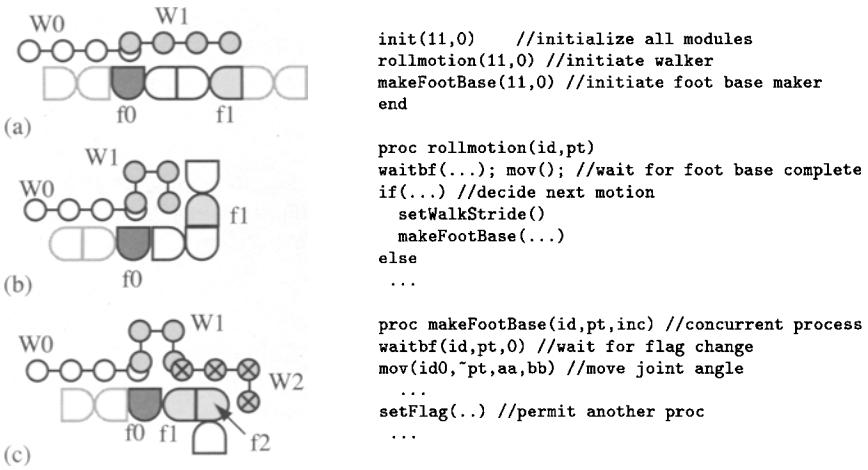 W0
W1
f0
f1
(a)
W1
W0
f1
f0
(b)
W0
W1
W2
f0
f1
f2
(c)
init(11,0) //initialize all modules
rollmotion(11,0) //initiate walker
makeFootBase(11,0) //initiate foot base maker
end
proc rollmotion(id,pt)
waitbf(...); mov(); //wait for foot base complete
if(...) //decide next motion
setWalkStride()
makeFootBase(...)
else
...
proc makeFootBase(id,pt,inc) //concurrent process
waitbf(id,pt,0) //wait for flag change
mov(id0,~pt,aa,bb) //move joint angle
...
setFlag(..) //permit another proc
...